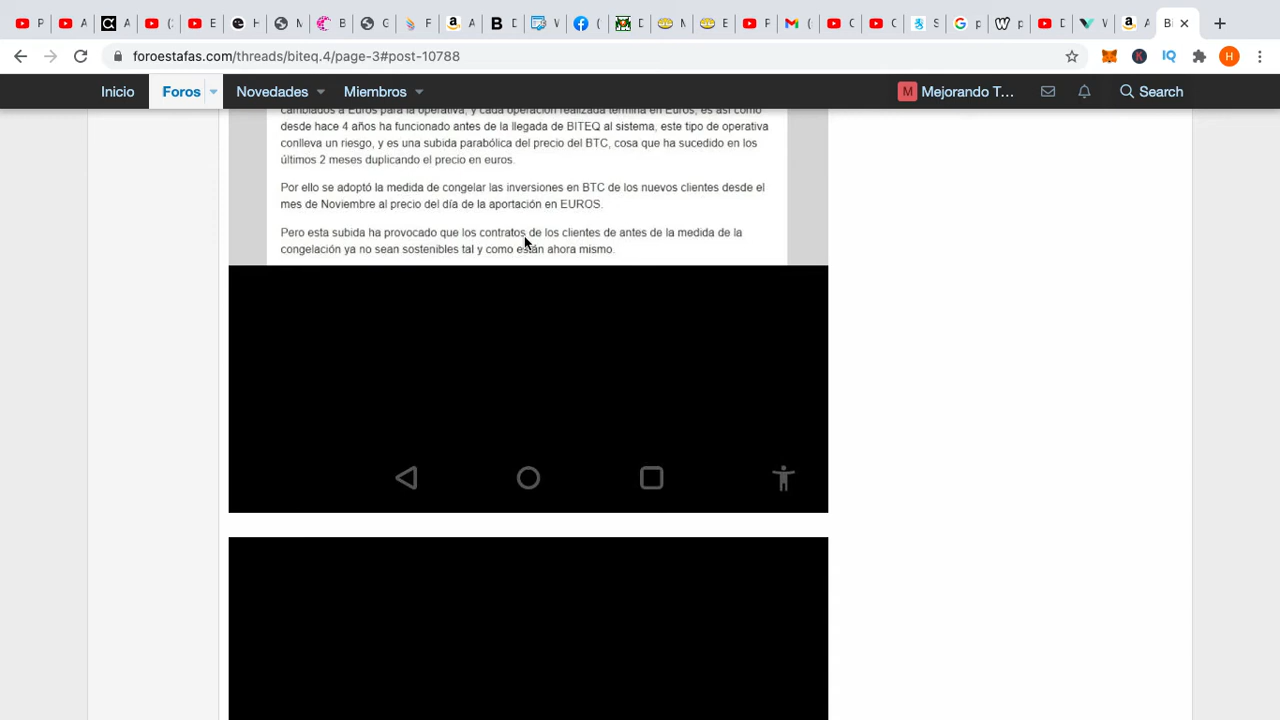 P
A
A
(
E
H
M
B
G
F
A
D
V
(
M
E
P
(
C
C
S
p
p
D
V
A
Bi
foroestafas.com/threads/biteq.4/page-3#post-10788
IQ
H
Inicio
Foros
Novedades
Miembros
M
Mejorando T...
Search
cambiados a Euros para la operativa, y cada operación realizada termina en Euros, es así como
desde hace 4 años ha funcionado antes de la llegada de BITEQ al sistema, este tipo de operativa
conlleva un riesgo, y es una subida parabólica del precio del BTC, cosa que ha sucedido en los
últimos 2 meses duplicando el precio en euros.
Por ello se adoptó la medida de congelar las inversiones en BTC de los nuevos clientes desde el
mes de Noviembre al precio del día de la aportación en EUROS.
Pero esta subida ha provocado que los contratos de los clientes de antes de la medida de la
congelación ya no sean sostenibles tal y como están ahora mismo.